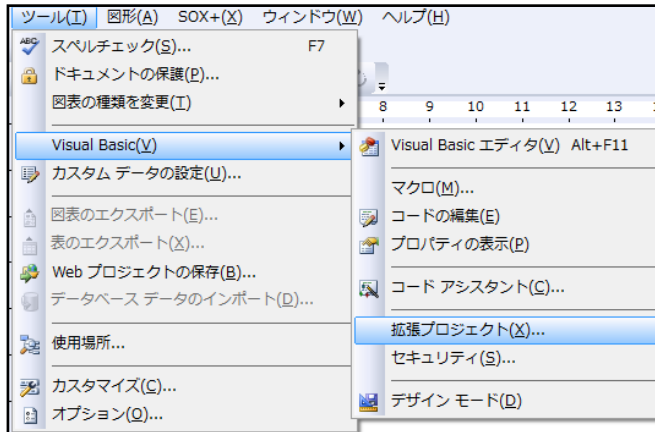 ツール(T) 図形(A) SOX+(X) ウィンドウ(W) ヘルプ(H)
ABC スペルチェック(S)... F7
ドキュメントの保護(P)...
図表の種類を変更(T)
8 9 10 11 12 13
Visual Basic(V)
カスタム データの設定(U)...
図表のエクスポート(E)...
表のエクスポート(X)...
Web プロジェクトの保存(B)...
データベース データのインポート(D)...
使用場所...
カスタマイズ(C)...
オプション(O)...
Visual Basic エディタ(V) Alt+F11
マクロ(M)...
コードの編集(E)
プロパティの表示(P)
コード アシスタント(C)...
拡張プロジェクト(X)...
セキュリティ(S)...
デザイン モード(D)